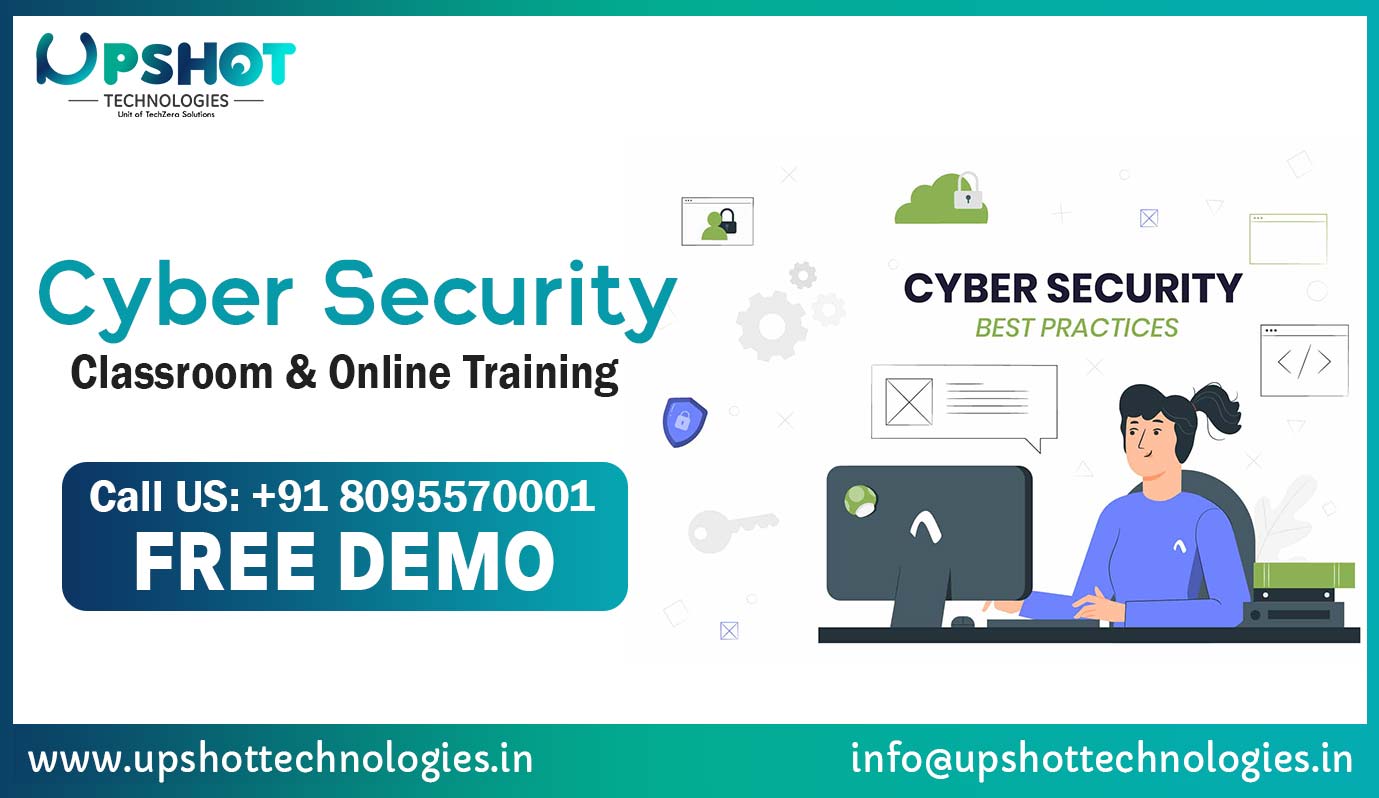 UPSHOT
TECHNOLOGIES
Unit of TechZera Solutions
Cyber Security
Classroom & Online Training
Call US: +91 8095570001
FREE DEMO
CYBER SECURITY
BEST PRACTICES
</>
www.upshottechnologies.in
info@upshottechnologies.in